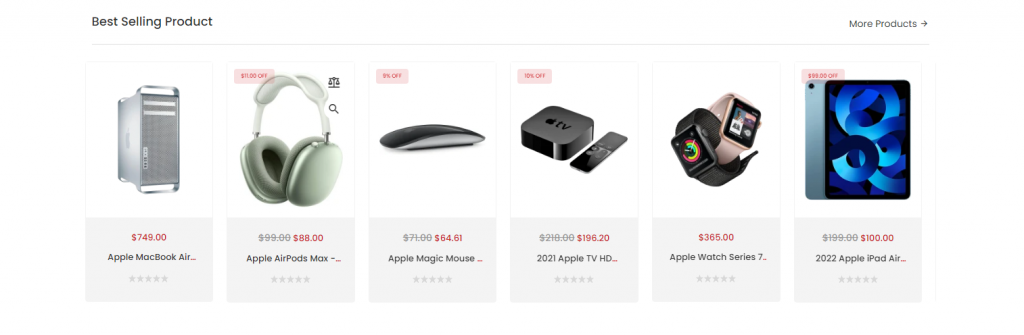 Best Selling Product
More Products →
$11.00 OFF
9% OFF
10% OFF
$99.00 OFF
tv
$749.00
Apple MacBook Air...
$99.00 $88.00
Apple AirPods Max -...
$71.00 $64.61
Apple Magic Mouse ...
$218.00 $196.20
2021 Apple TV HD...
$365.00
Apple Watch Series 7..
$199.00 $100.00
2022 Apple iPad Air...